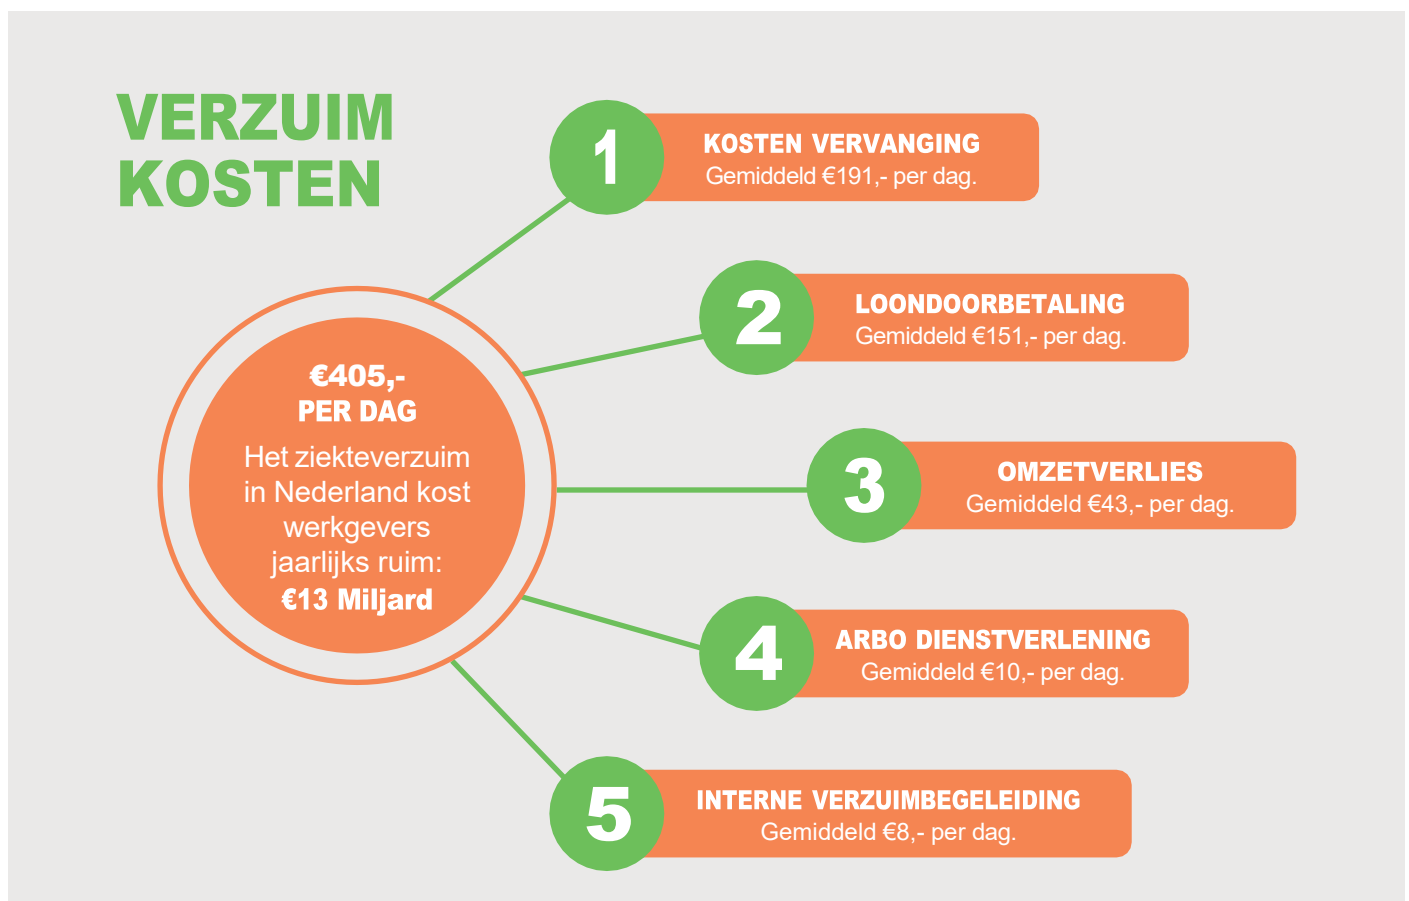 VERZUIM
KOSTEN
1
KOSTEN VERVANGING
Gemiddeld €191,- per dag.
2
LOONDOORBETALING
Gemiddeld €151,- per dag.
€405,-
PER DAG
Het ziekteverzuim
in Nederland kost
werkgevers
jaarlijks ruim:
€13 Miljard
3
OMZETVERLIES
Gemiddeld €43,- per dag.
4
ARBO DIENSTVERLENING
Gemiddeld €10,- per dag.
5
INTERNE VERZUIMBEGELEIDING
Gemiddeld €8,- per dag.